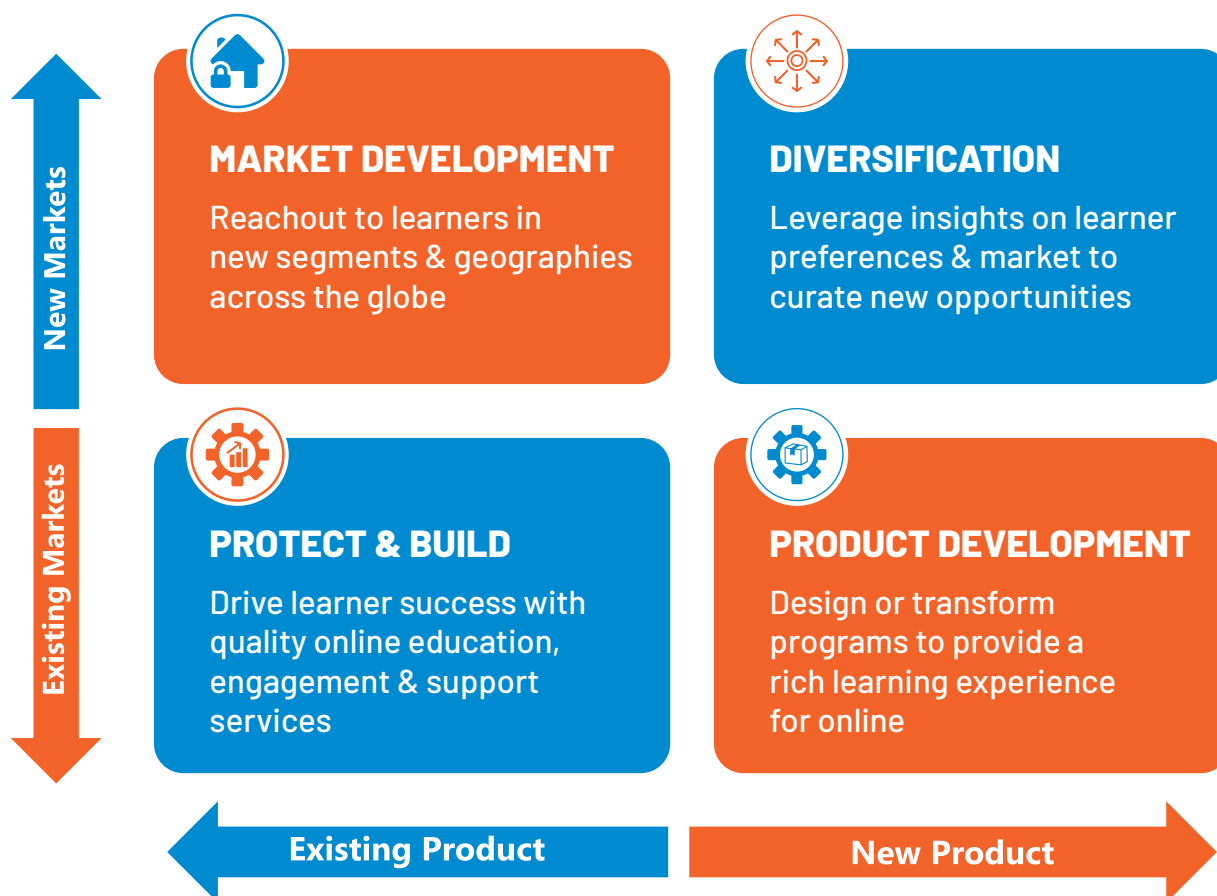 New Markets
MARKET DEVELOPMENT
Reachout to learners in
new segments & geographies
across the globe
DIVERSIFICATION
Leverage insights on learner
preferences & market to
curate new opportunities
Existing Markets
PROTECT & BUILD
Drive learner success with
quality online education,
engagement & support
services
PRODUCT DEVELOPMENT
Design or transform
programs to provide a
rich learning experience
for online
Existing Product
New Product